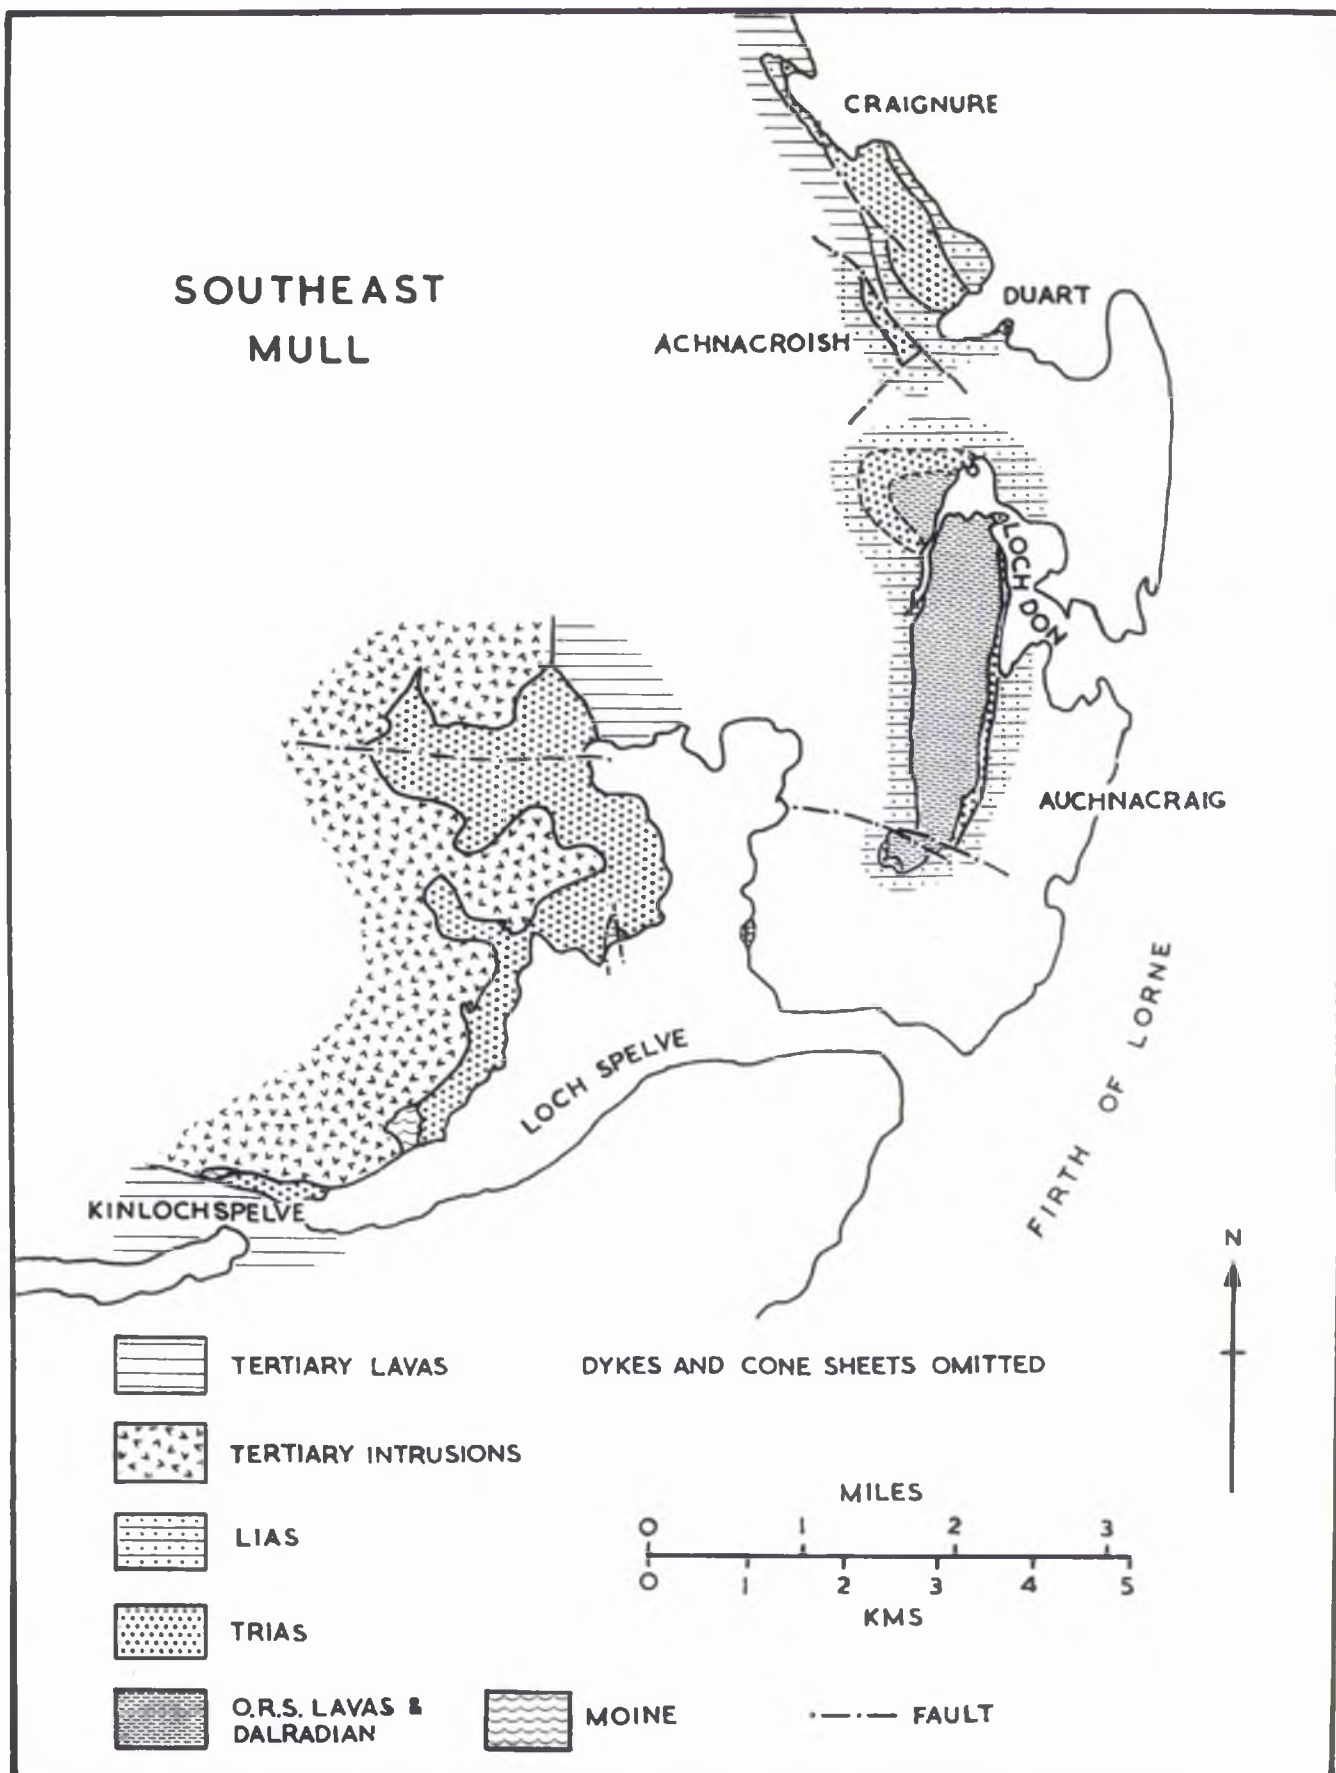 CRAIGNURE
SOUTHEAST
MULL
DUART
ACHNACROISH
LOCH DON
AUCHNACRAIG
LOCH SPELVE
FIRTH OF LORNE
KINLOCHSPELVE
N
TERTIARY LAVAS
DYKES AND CONE SHEETS OMITTED
TERTIARY INTRUSIONS
MILES
0 1 2 3
0 1 2 3 4 5
KMS
LIAS
TRIAS
O.R.S. LAVAS &
DALRADIAN
MOINE
FAULT